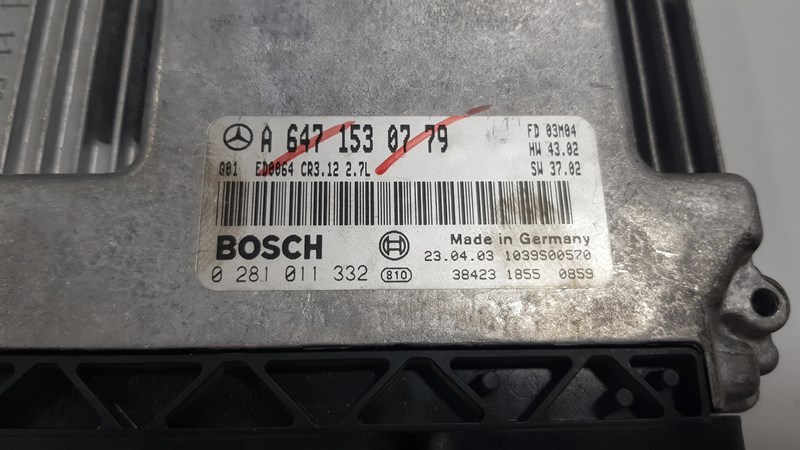 A 647 153 07 79
FD 03M04
HW 43.02
Q01 ED0064 CR3.12 2.7L
SW 37.02
BOSCH
Made in Germany
23.04.03 1039S00570
0 281 011 332 810
38423 1855 0859